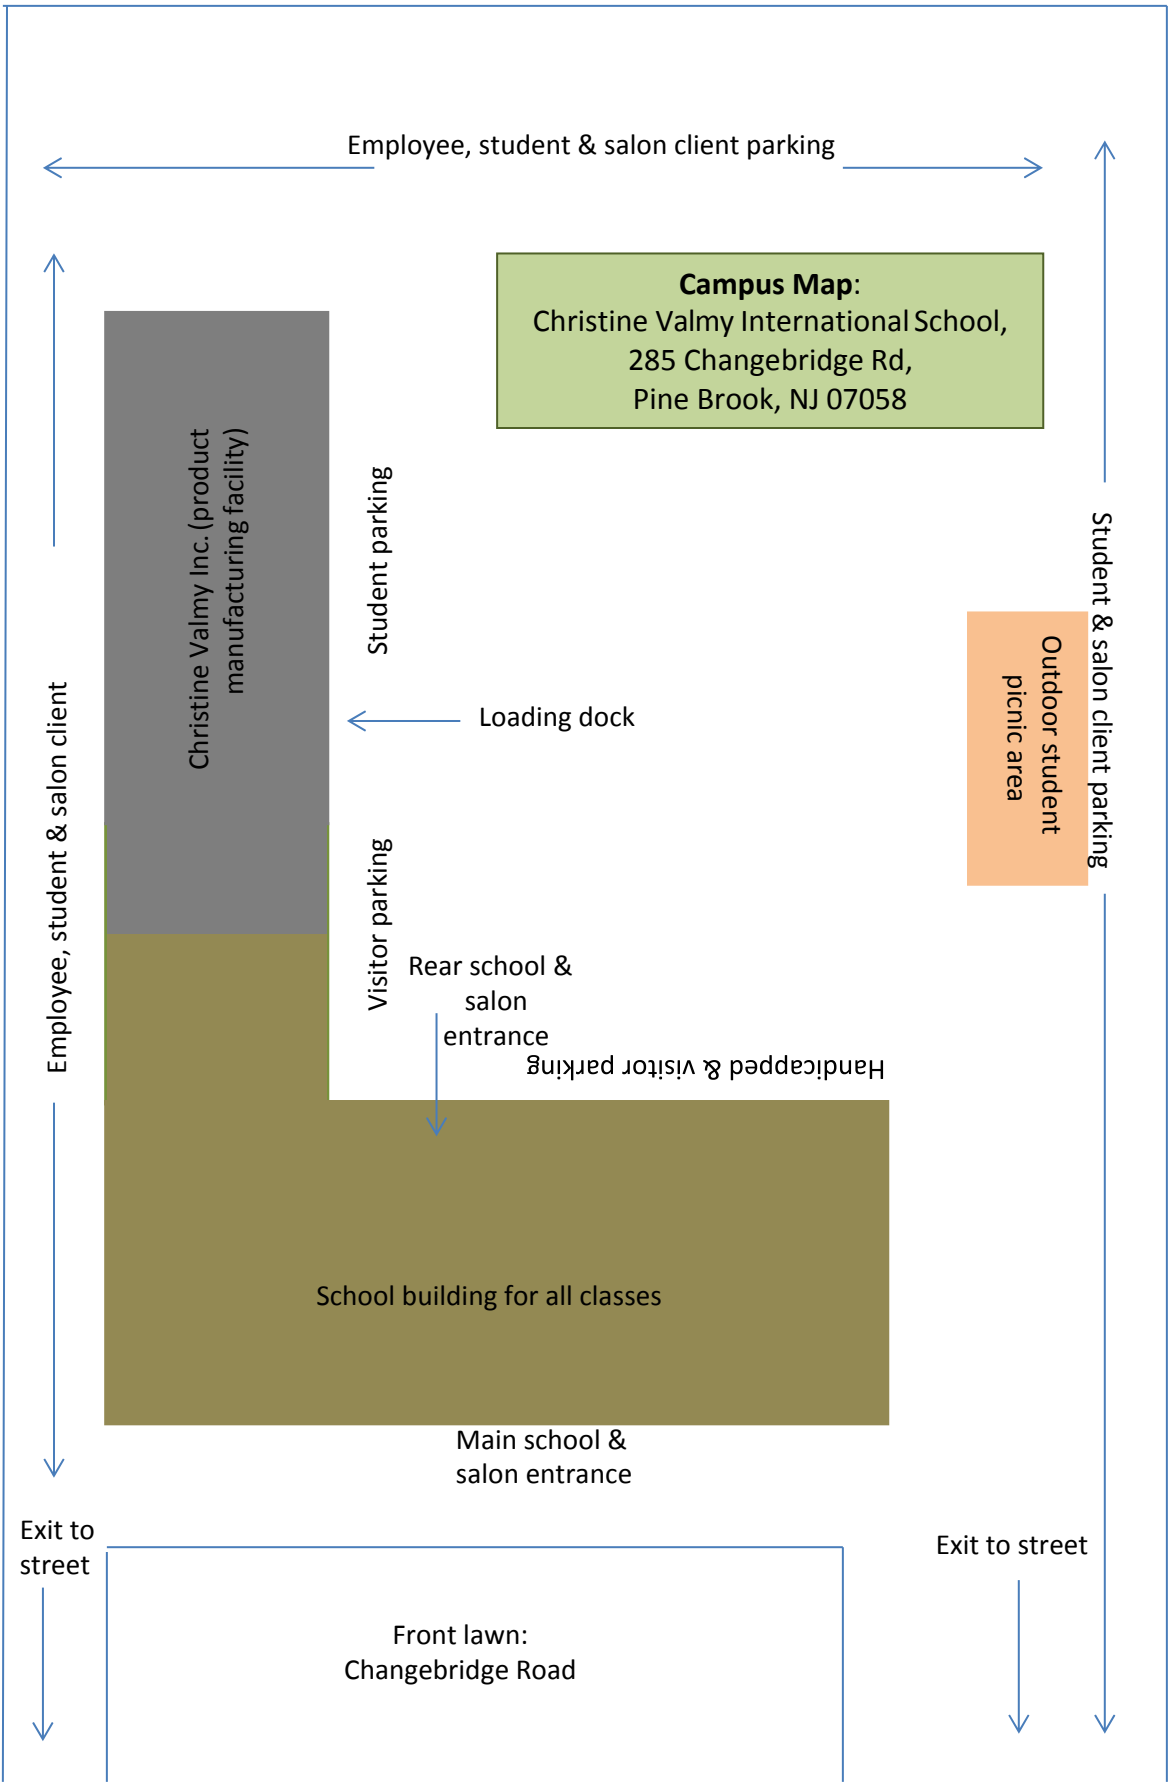 Employee, student & salon client parking
Campus Map:
Christine Valmy International School,
285 Changebridge Rd,
Pine Brook, NJ 07058
Christine Valmy Inc. (product
manufacturing facility)
Student parking
Student & salon client parking
Outdoor student
picnic area
Loading dock
Employee, student & salon client
Visitor parking
Rear school &
salon
entrance
Handicapped & visitor parking
School building for all classes
Main school &
salon entrance
Exit to
street
Exit to street
Front lawn:
Changebridge Road